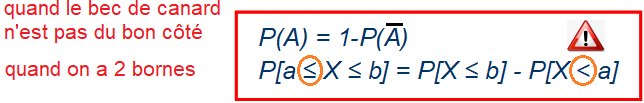 quand le bec de canard
n'est pas du bon côté
P(A) = 1-P(A̅)
quand on a 2 bornes
P[a ≤ X ≤ b] = P[X ≤ b] - P[X < a]